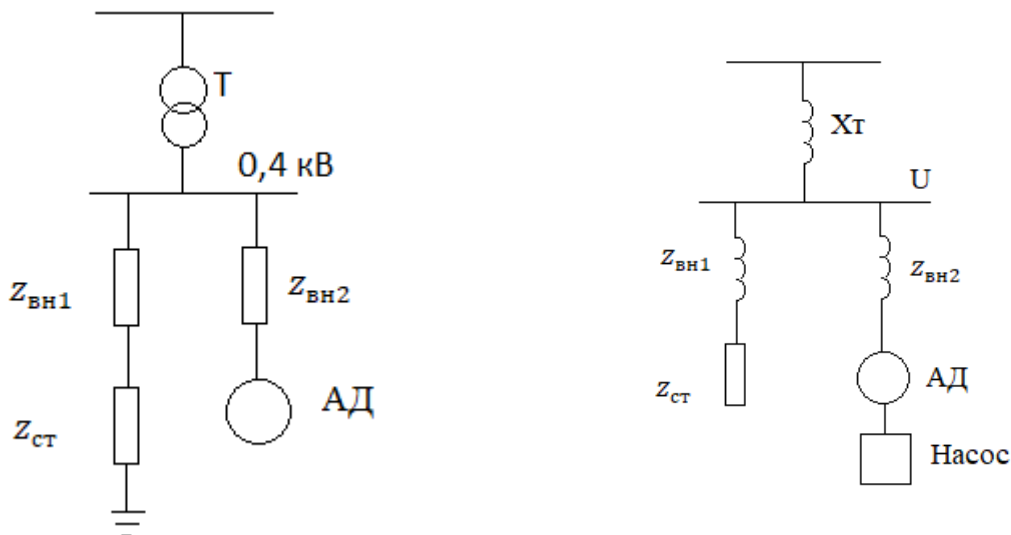 Т
0,4 кВ
zвн1
zвн2
АД
zст
Хт
U
zвн1
zвн2
АД
zст
Насос